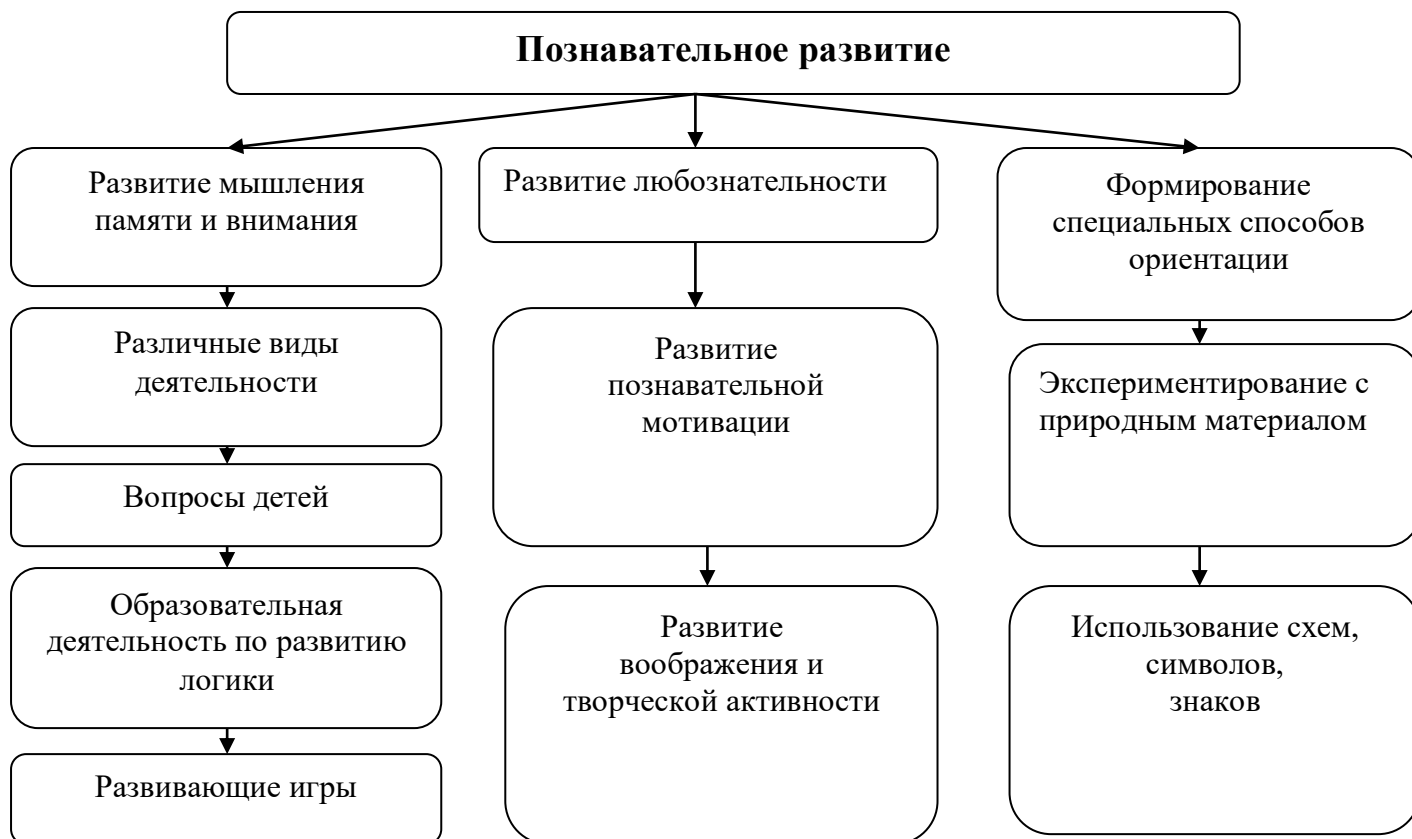 Познавательное развитие
Развитие мышления
памяти и внимания
Различные виды
деятельности
Вопросы детей
Образовательная
деятельность по развитию
логики
Развивающие игры
Развитие любознательности
Развитие
познавательной
мотивации
Развитие
воображения и
творческой активности
Формирование
специальных способов
ориентации
Экспериментирование с
природным материалом
Использование схем,
символов,
знаков